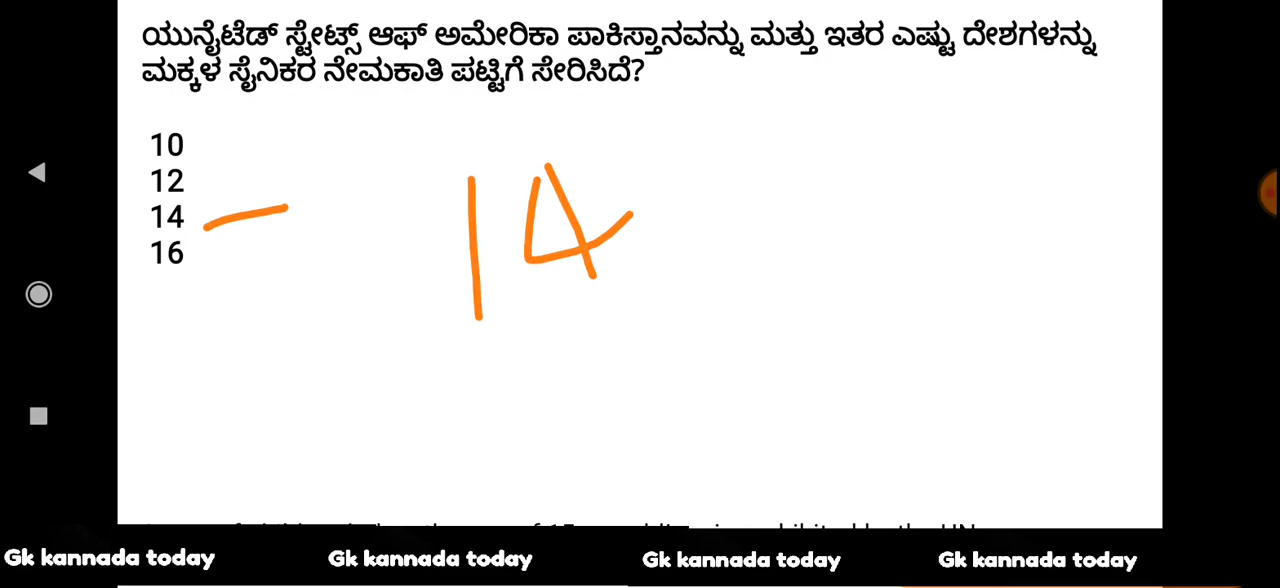 ಯುನೈಟೆಡ್ ಸ್ಟೇಟ್ಸ್ ಆಫ್ ಅಮೇರಿಕಾ ಪಾಕಿಸ್ತಾನವನ್ನು ಮತ್ತು ಇತರ ಎಷ್ಟು ದೇಶಗಳನ್ನು
ಮಕ್ಕಳ ಸೈನಿಕರ ನೇಮಕಾತಿ ಪಟ್ಟಿಗೆ ಸೇರಿಸಿದೆ?
10
12
14
16
14
Gk kannada today Gk kannada today Gk kannada today Gk kannada today